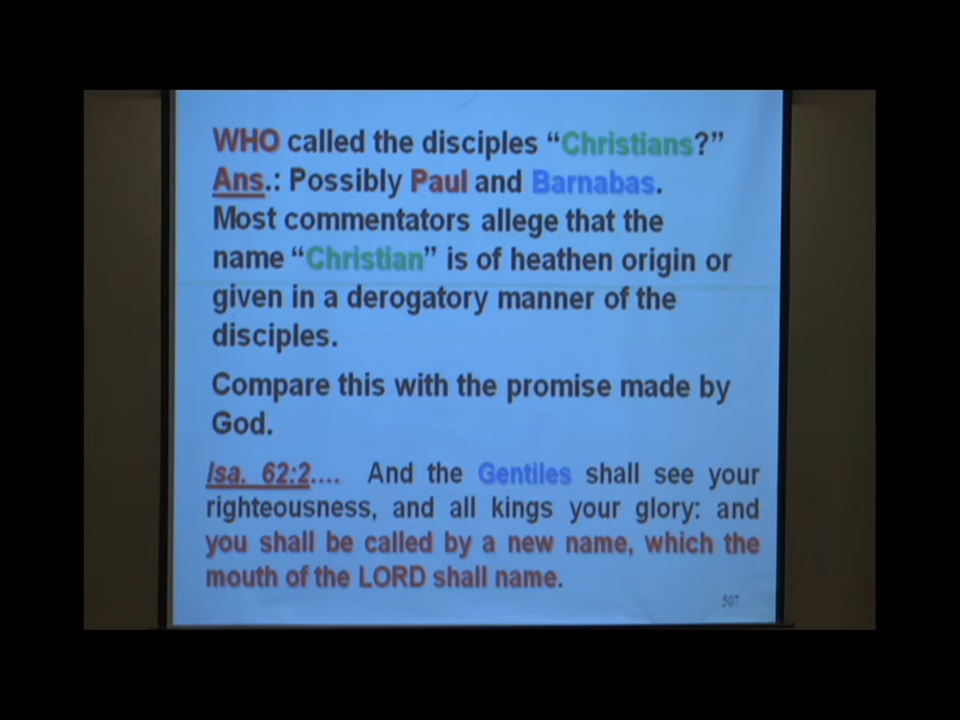 WHO called the disciples “Christians?”
Ans.: Possibly Paul and Barnabas.
Most commentators allege that the
name “Christian” is of heathen origin or
given in a derogatory manner of the
disciples.
Compare this with the promise made by
God.
Isa. 62:2.... And the Gentiles shall see your
righteousness, and all kings your glory: and
you shall be called by a new name, which the
mouth of the LORD shall name.
507